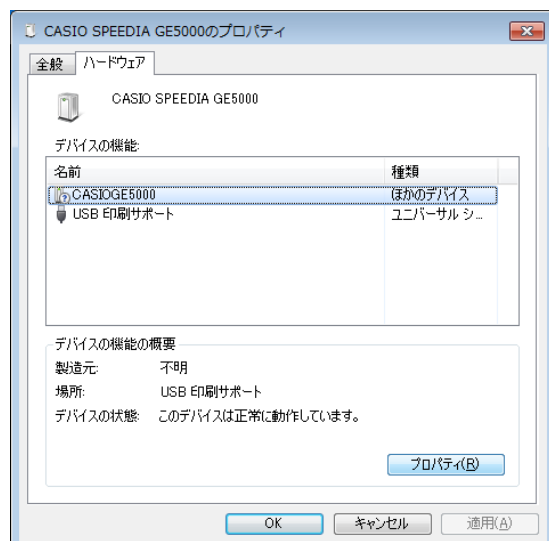 CASIO SPEEDIA GE5000のプロパティ
全般 ハードウェア
CASIO SPEEDIA GE5000
デバイスの機能:
名前 種類
CASIOGE5000 ほかのデバイス
USB 印刷サポート ユニバーサル シ...
デバイスの機能の概要
製造元: 不明
場所: USB 印刷サポート
デバイスの状態: このデバイスは正常に動作しています。
プロパティ(R)
OK キャンセル 適用(A)